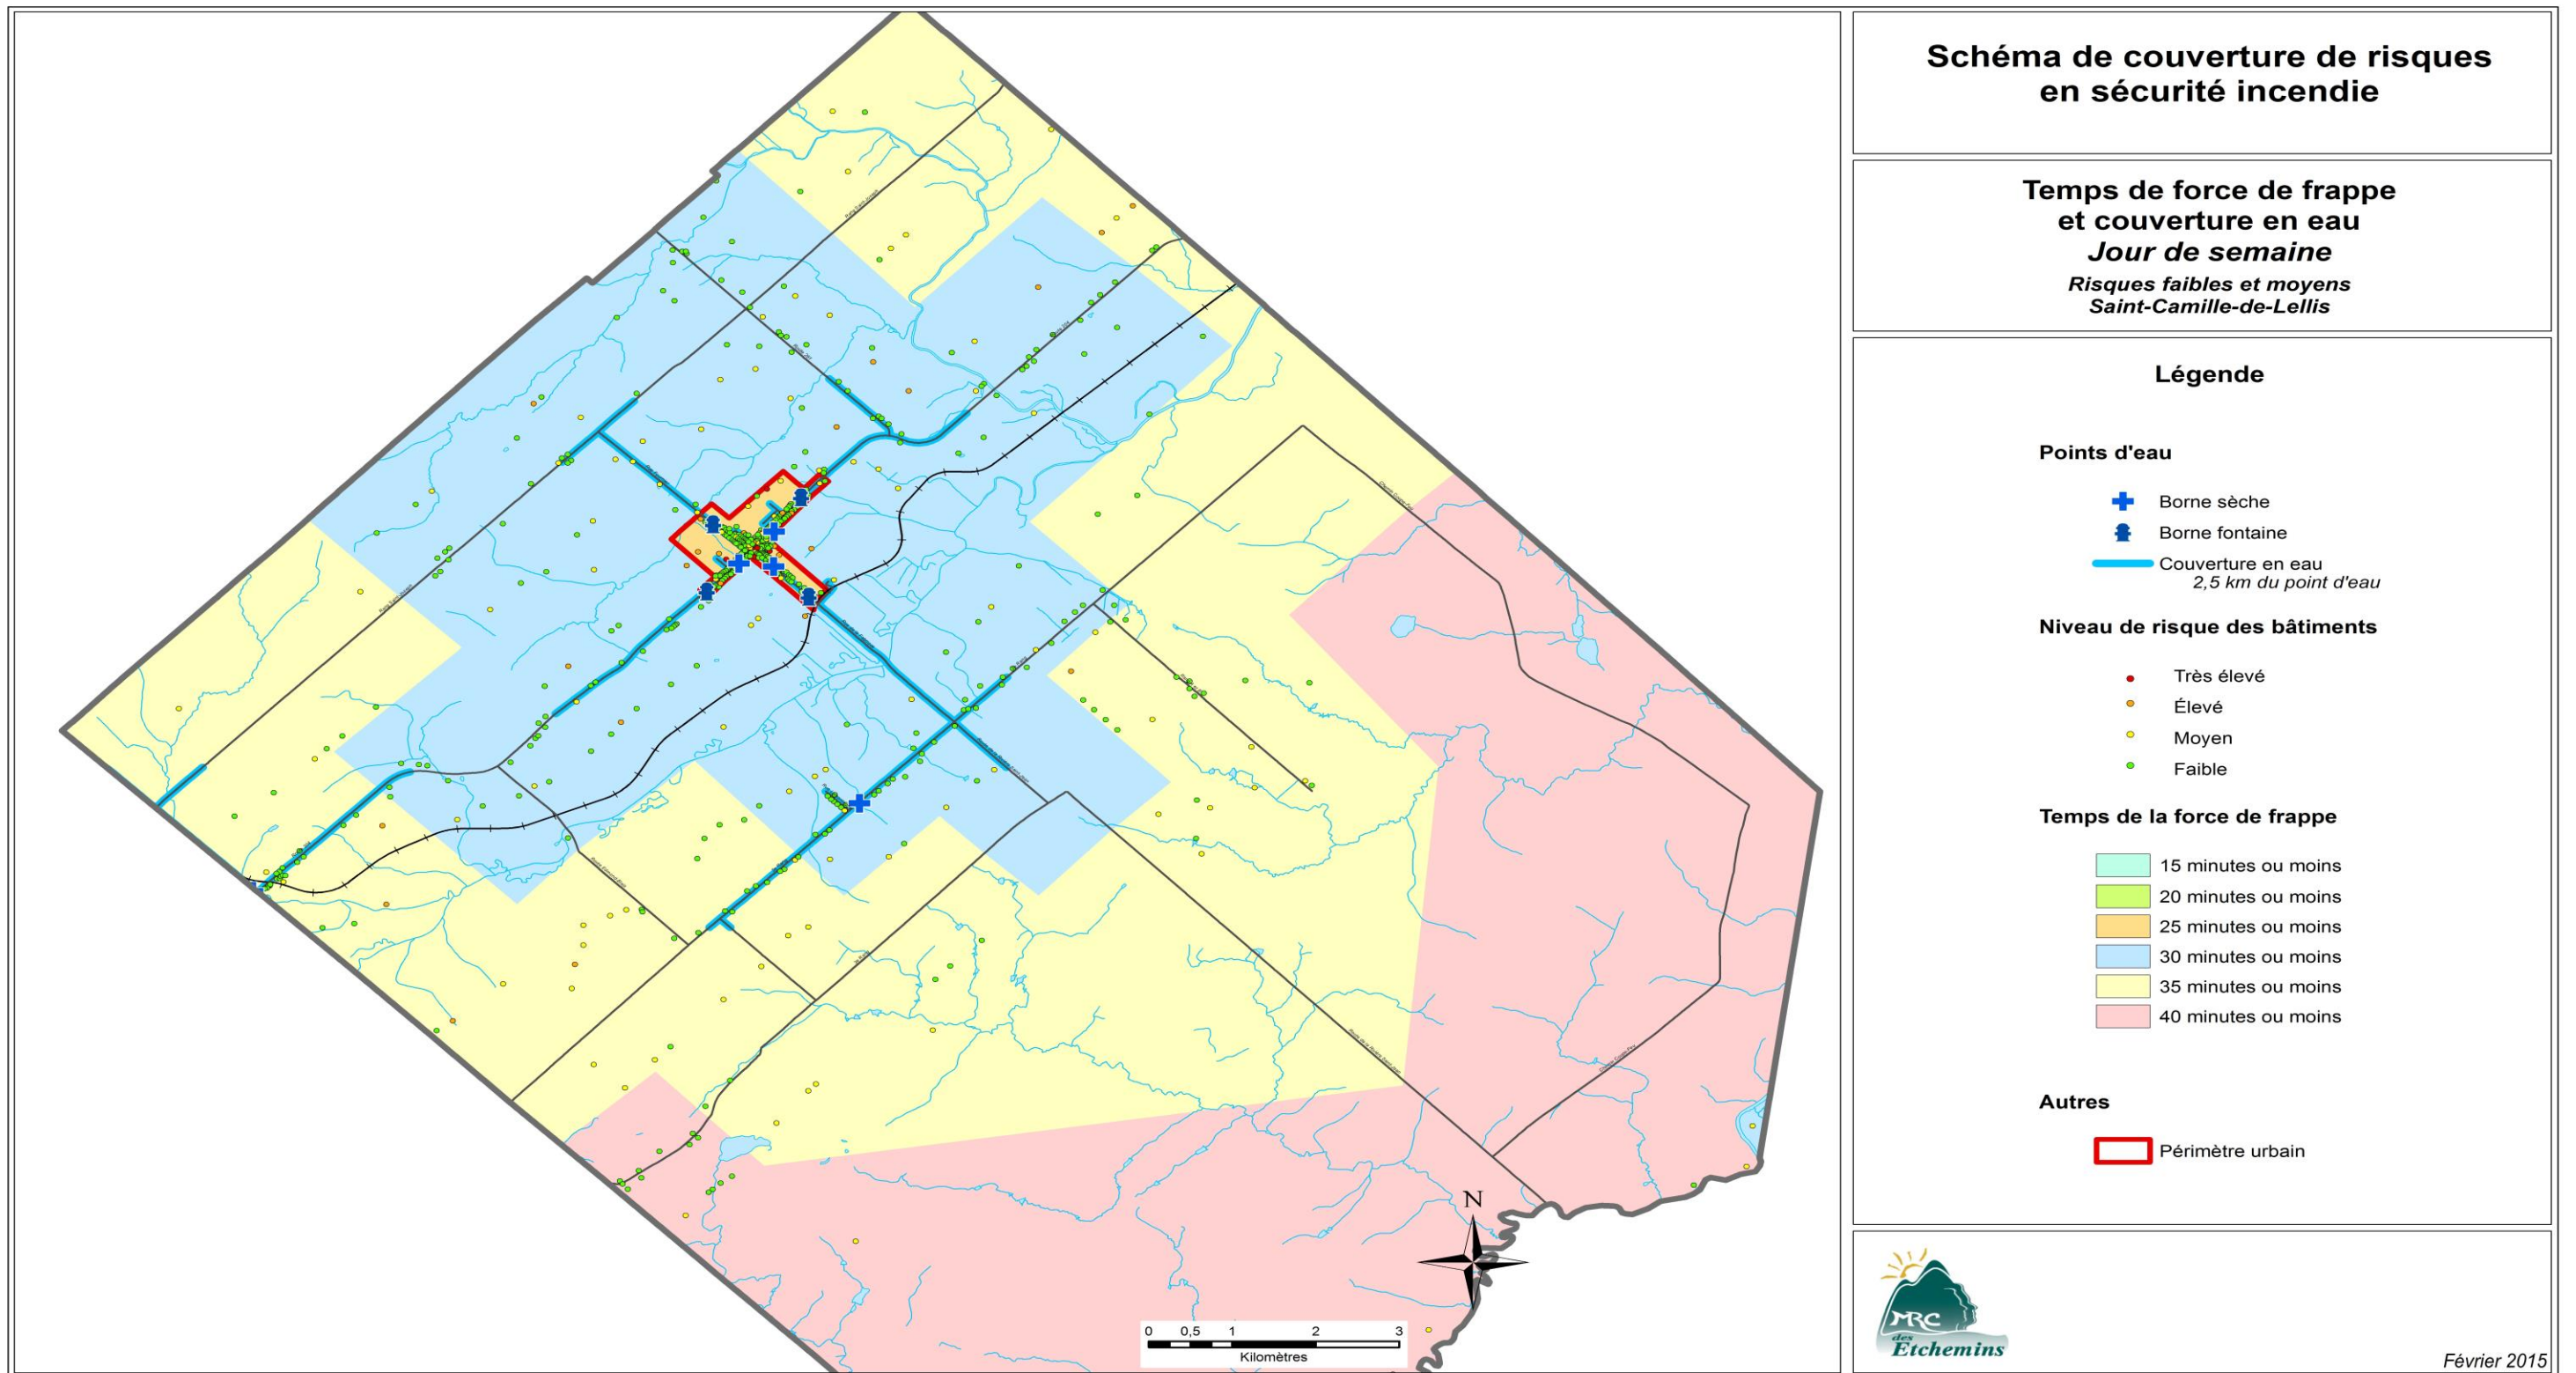 Schéma de couverture de risques
en sécurité incendie
Temps de force de frappe
et couverture en eau
Jour de semaine
Risques faibles et moyens
Saint-Camille-de-Lellis
Légende
Points d'eau
Borne sèche
Borne fontaine
Couverture en eau
2,5 km du point d'eau
Niveau de risque des bâtiments
Très élevé
Élevé
Moyen
Faible
Temps de la force de frappe
15 minutes ou moins
20 minutes ou moins
25 minutes ou moins
30 minutes ou moins
35 minutes ou moins
40 minutes ou moins
Autres
Périmètre urbain
N
0 0,5 1 2 3
Kilomètres
MRC
des
Etchemins
Février 2015